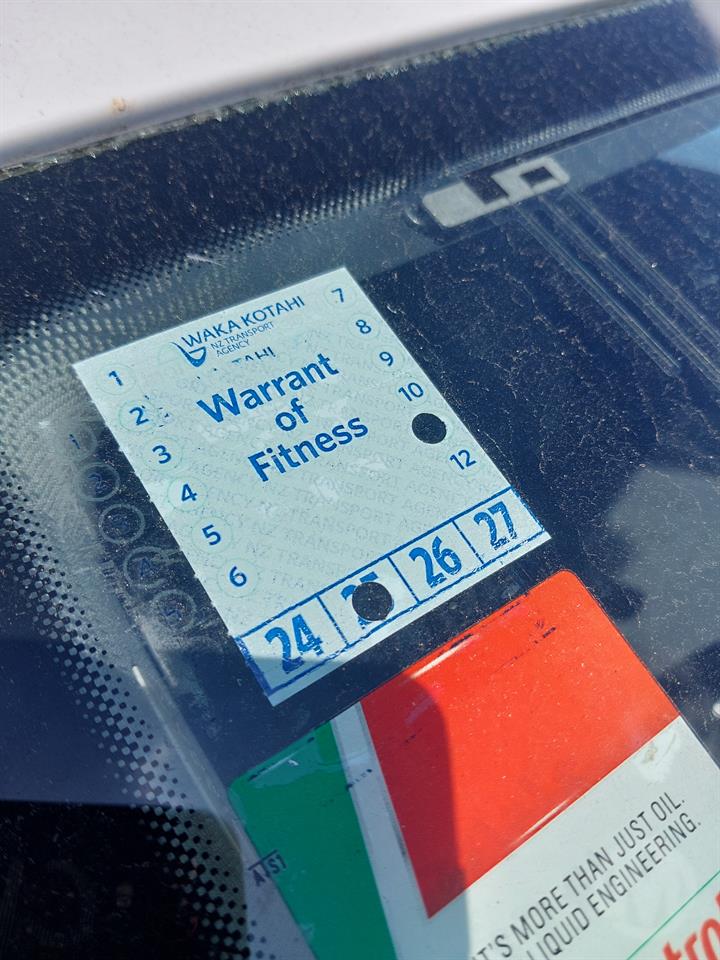 WAKA KOTAHI
NZ TRANSPORT
AGENCY
Warrant
of
Fitness
1
2
3
4
5
6
7
8
9
10
12
24
26
27
IT'S MORE THAN JUST OIL.
LIQUID ENGINEERING.